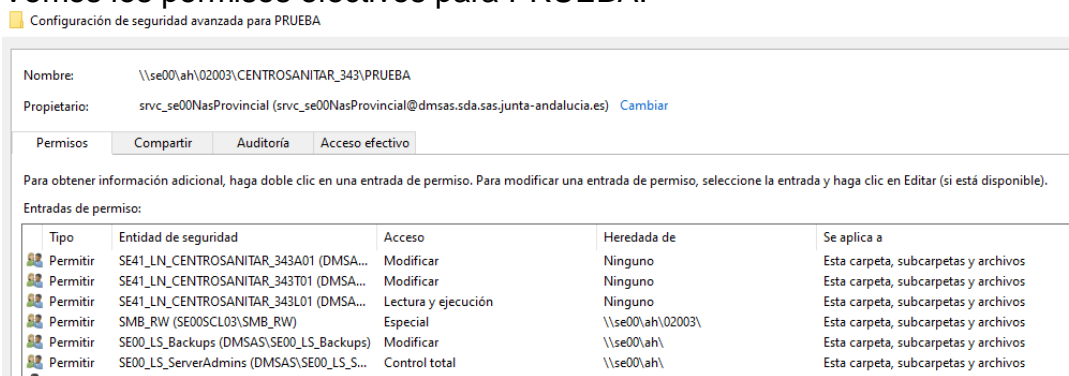 Vemos los permisos efectivos para PRUEBA.
Configuración de seguridad avanzada para PRUEBA
Nombre: \\se00\ah\02003\CENTROSANITAR_343\PRUEBA
Propietario: srvc_se00NasProvincial (srvc_se00NasProvincial@dmsas.sda.sas.junta-andalucia.es) Cambiar
Permisos Compartir Auditoría Acceso efectivo
Para obtener información adicional, haga doble clic en una entrada de permiso. Para modificar una entrada de permiso, seleccione la entrada y haga clic en Editar (si está disponible).
Entradas de permiso:
Tipo Entidad de seguridad Acceso Heredada de Se aplica a
Permitir SE41_LN_CENTROSANITAR_343A01 (DMSA... Modificar Ninguno Esta carpeta, subcarpetas y archivos
Permitir SE41_LN_CENTROSANITAR_343T01 (DMSA... Modificar Ninguno Esta carpeta, subcarpetas y archivos
Permitir SE41_LN_CENTROSANITAR_343L01 (DMSA... Lectura y ejecución Ninguno Esta carpeta, subcarpetas y archivos
Permitir SMB_RW (SE00SCL03\SMB_RW) Especial \\se00\ah\02003\ Esta carpeta, subcarpetas y archivos
Permitir SE00_LS_Backups (DMSAS\SE00_LS_Backups) Modificar \\se00\ah\ Esta carpeta, subcarpetas y archivos
Permitir SE00_LS_ServerAdmins (DMSAS\SE00_LS_S... Control total \\se00\ah\ Esta carpeta, subcarpetas y archivos